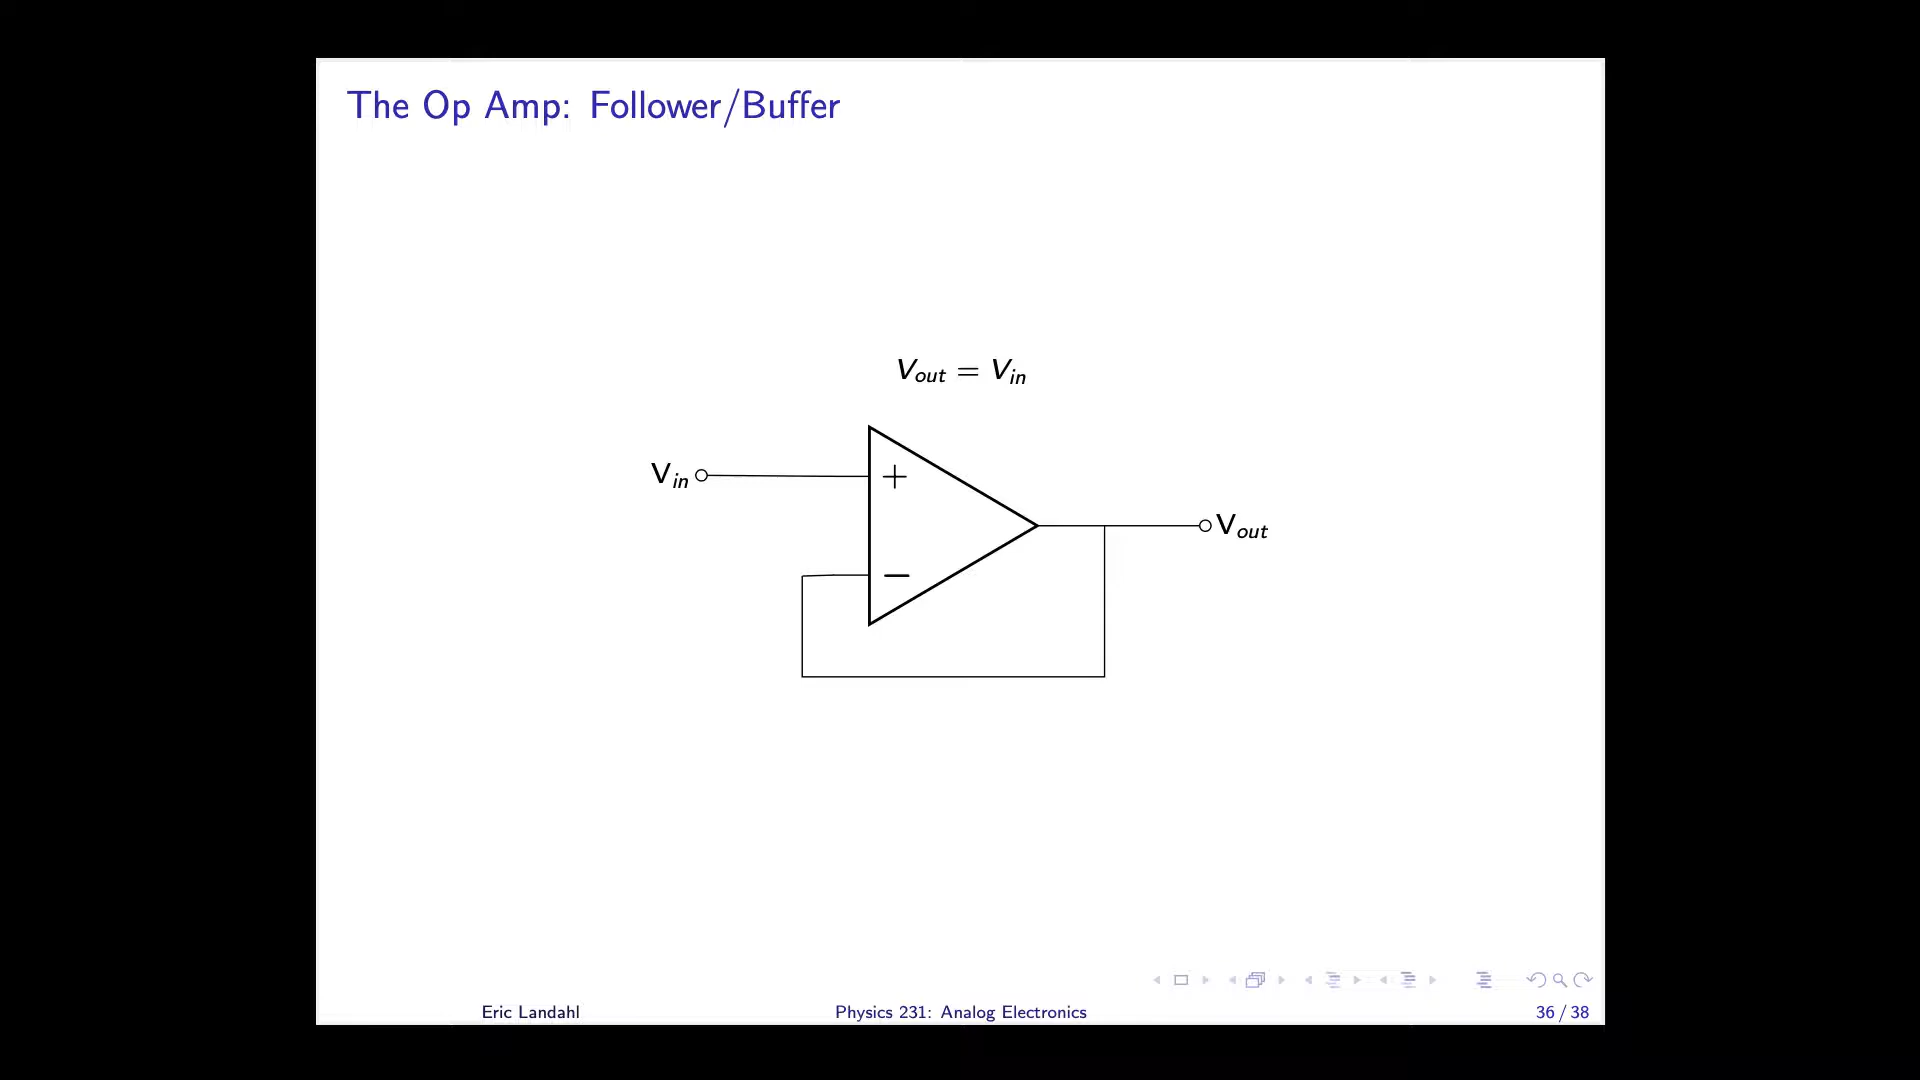 The Op Amp: Follower/Buffer
V_out = V_in
V_in
+
V_out
−
Eric Landahl
Physics 231: Analog Electronics
36 / 38